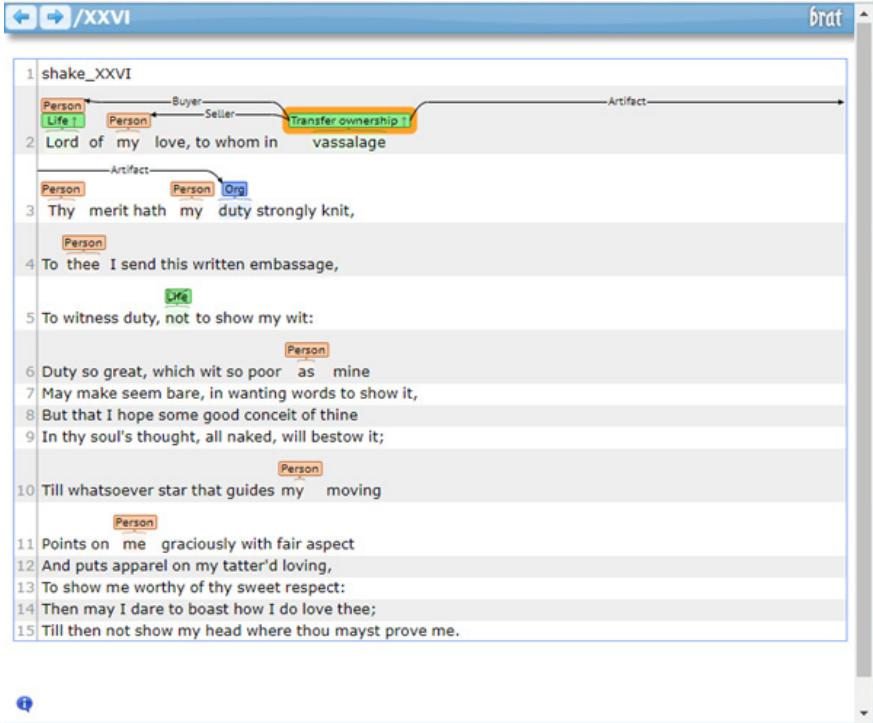 /XXVI brat
1 shake_XXVI
Person Buyer Artifact
Life ↑ Person Seller Transfer ownership ↑
2 Lord of my love, to whom in vassalage
Artifact
Person Person Org
3 Thy merit hath my duty strongly knit,
Person
4 To thee I send this written embassage,
Life
5 To witness duty, not to show my wit:
Person
6 Duty so great, which wit so poor as mine
7 May make seem bare, in wanting words to show it,
8 But that I hope some good conceit of thine
9 In thy soul's thought, all naked, will bestow it;
Person
10 Till whatsoever star that guides my moving
Person
11 Points on me graciously with fair aspect
12 And puts apparel on my tatter'd loving,
13 To show me worthy of thy sweet respect:
14 Then may I dare to boast how I do love thee;
15 Till then not show my head where thou mayst prove me.